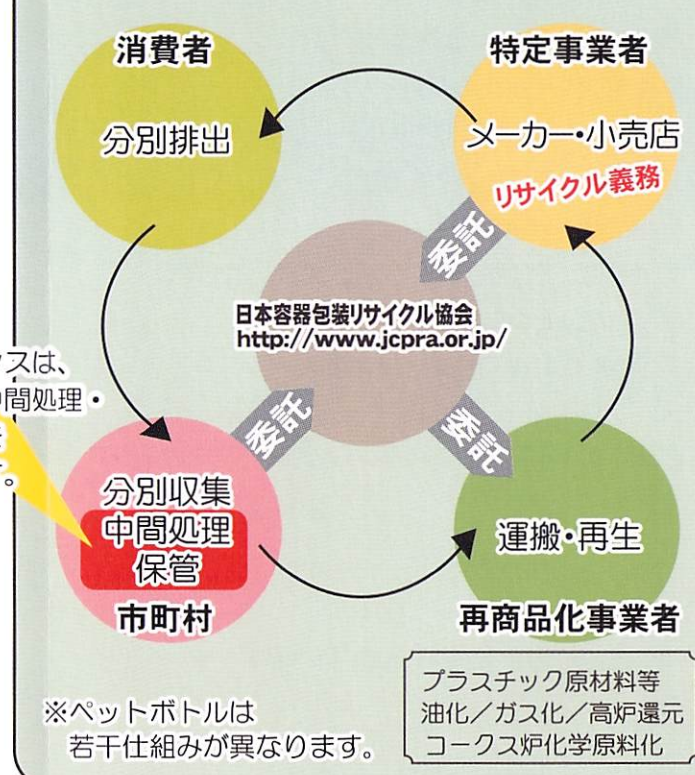 消費者
分別排出
特定事業者
メーカー・小売店
リサイクル義務
委託
日本容器包装リサイクル協会
http://www.jcpra.or.jp/
スは、
中間処理・
す。
委託
委託
分別収集
中間処理
保管
市町村
運搬・再生
再商品化事業者
プラスチック原材料等
油化／ガス化／高炉還元
コークス炉化学原料化
※ペットボトルは
若干仕組みが異なります。